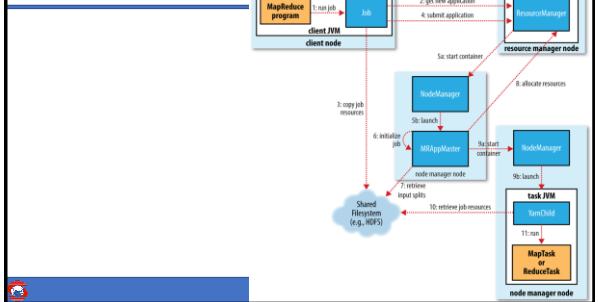 MapReduce
program
1: run job
Job
2: get new application
4: submit application
ResourceManager
client JVM
client node
resource manager node
5a: start container
8: allocate resources
3: copy job
resources
NodeManager
5b: launch
6: initialize
job
MRAppMaster
9a: start
container
NodeManager
node manager node
7: retrieve
input splits
9b: launch
Shared
Filesystem
(e.g., HDFS)
10: retrieve job resources
task JVM
YarnChild
11: run
MapTask
or
ReduceTask
node manager node